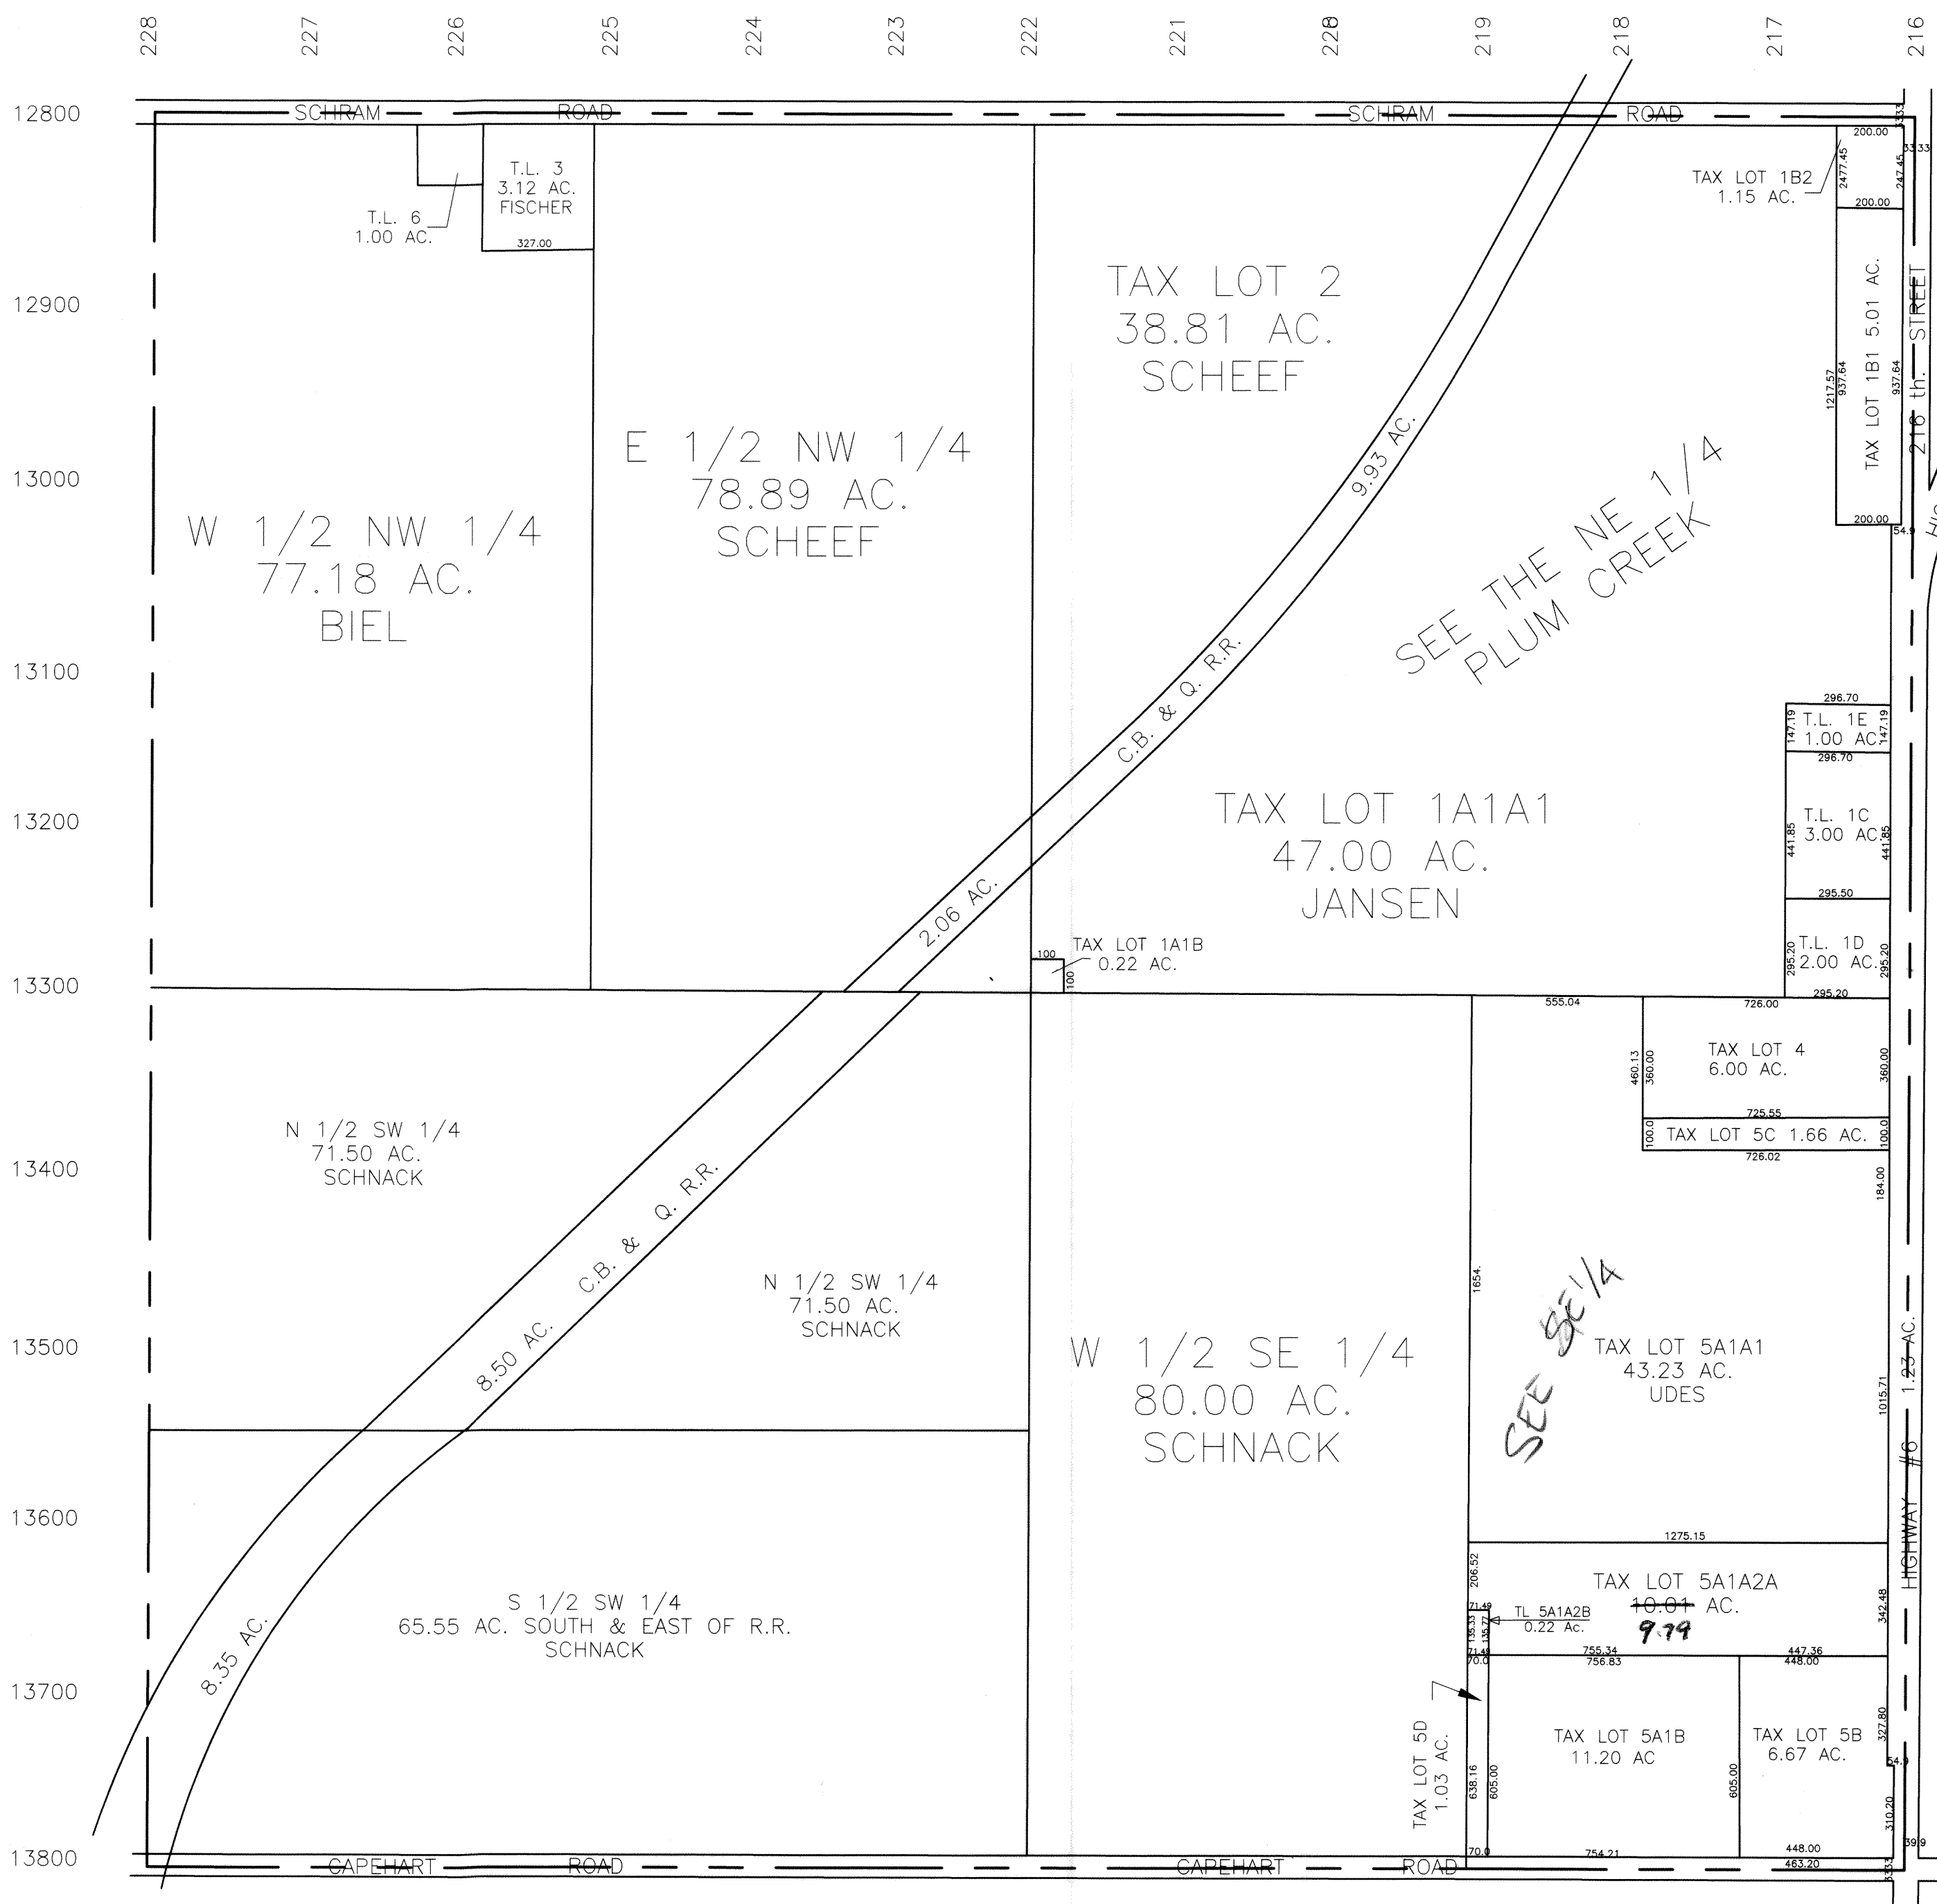 228 227 226 225 224 223 222 221 220 219 218 217 216
12800
12900
13000
13100
13200
13300
13400
13500
13600
13700
13800
SCHRAM ROAD
SCHRAM ROAD
T.L. 3
3.12 AC.
FISCHER
327.00
T.L. 6
1.00 AC.
W 1/2 NW 1/4
77.18 AC.
BIEL
E 1/2 NW 1/4
78.89 AC.
SCHEEF
TAX LOT 2
38.81 AC.
SCHEEF
9.93 AC.
C.B. & Q. R.R.
2.06 AC.
SEE THE NE 1/4
PLUM CREEK
TAX LOT 1B2
1.15 AC.
200.00
3333
33.33
2477.45
247.45
200.00
TAX LOT 1B1 5.01 AC.
1217.57
937.64
937.64
200.00
54.9
216 th. STREET
TAX LOT 1A1A1
47.00 AC.
JANSEN
TAX LOT 1A1B
0.22 AC.
100
100
296.70
T.L. 1E
1.00 AC.
147.19
147.19
296.70
T.L. 1C
3.00 AC.
441.85
441.85
295.50
T.L. 1D
2.00 AC.
295.20
295.20
295.20
555.04
726.00
TAX LOT 4
6.00 AC.
460.13
360.00
360.00
725.55
TAX LOT 5C 1.66 AC.
100.0
100.0
726.02
184.00
N 1/2 SW 1/4
71.50 AC.
SCHNACK
C.B. & Q. R.R.
8.50 AC.
N 1/2 SW 1/4
71.50 AC.
SCHNACK
W 1/2 SE 1/4
80.00 AC.
SCHNACK
1654.
SEE SE 1/4
TAX LOT 5A1A1
43.23 AC.
UDES
1015.71
HIGHWAY #6 1.23 AC.
1275.15
S 1/2 SW 1/4
65.55 AC. SOUTH & EAST OF R.R.
SCHNACK
8.35 AC.
206.52
TAX LOT 5A1A2A
10.01 AC.
9.79
342.48
TL 5A1A2B
0.22 Ac.
71.49
135.33
135.77
71.49
755.34
447.36
70.0
756.83
448.00
TAX LOT 5D
1.03 AC.
638.16
605.00
TAX LOT 5A1B
11.20 AC
605.00
TAX LOT 5B
6.67 AC.
327.80
54.9
310.20
39.9
70.0
754.21
448.00
463.20
3333
CAPEHART ROAD
CAPEHART ROAD